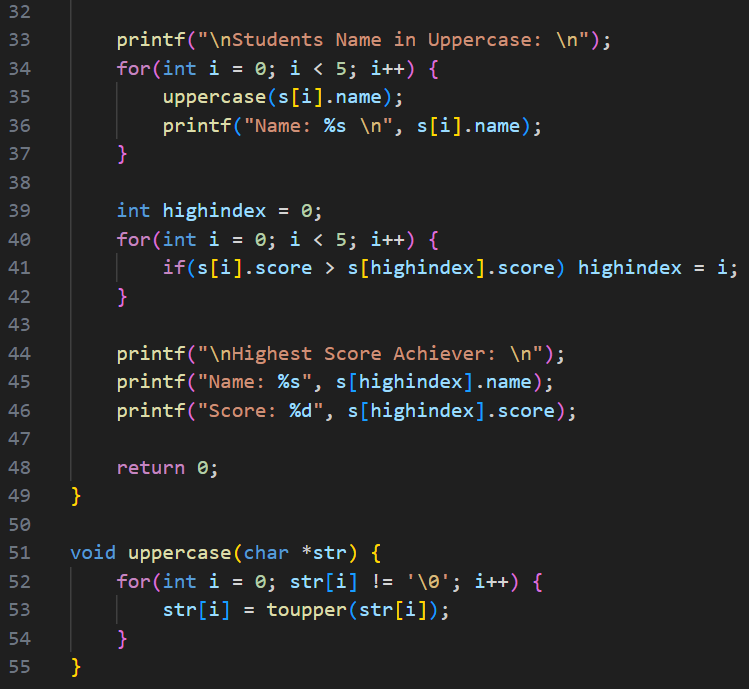 32
33     printf("\nStudents Name in Uppercase: \n");
34     for(int i = 0; i < 5; i++) {
35         uppercase(s[i].name);
36         printf("Name: %s \n", s[i].name);
37     }
38
39     int highindex = 0;
40     for(int i = 0; i < 5; i++) {
41         if(s[i].score > s[highindex].score) highindex = i;
42     }
43
44     printf("\nHighest Score Achiever: \n");
45     printf("Name: %s", s[highindex].name);
46     printf("Score: %d", s[highindex].score);
47
48     return 0;
49 }
50
51 void uppercase(char *str) {
52     for(int i = 0; str[i] != '\0'; i++) {
53         str[i] = toupper(str[i]);
54     }
55 }